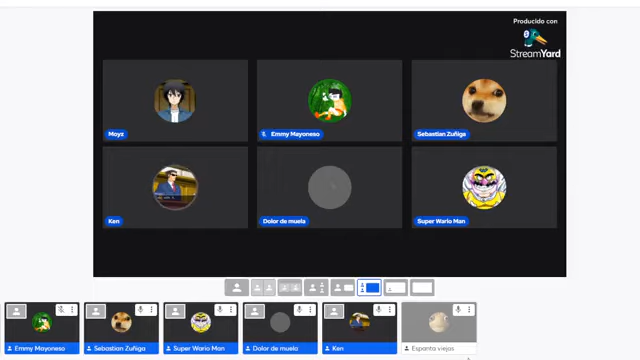 Producido con
StreamYard
Moyz
Emmy Mayoneso
Sebastian Zuñiga
Ken
Dolor de muela
Super Wario Man
Emmy Mayoneso
Sebastian Zuñiga
Super Wario Man
Dolor de muela
Ken
Espanta viejas